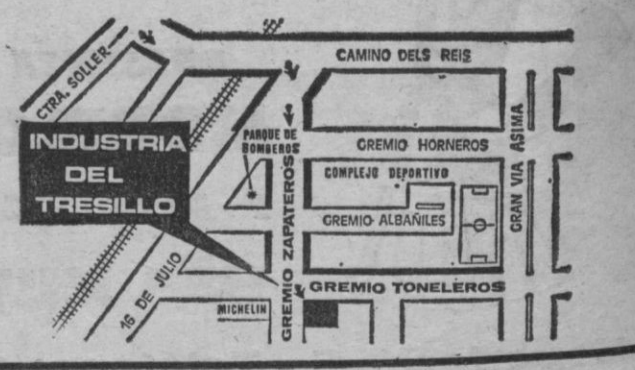 CAMINO DELS REIS
CTRA. SOLLER
INDUSTRIA
DEL
TRESILLO
PARQUE DE
BOMBEROS
GREMIO HORNEROS
COMPLEJO DEPORTIVO
GREMIO ALBAÑILES
GREMIO ZAPATEROS
GRAN VIA ASIMA
16 DE JULIO
GREMIO TONELEROS
MICHELIN